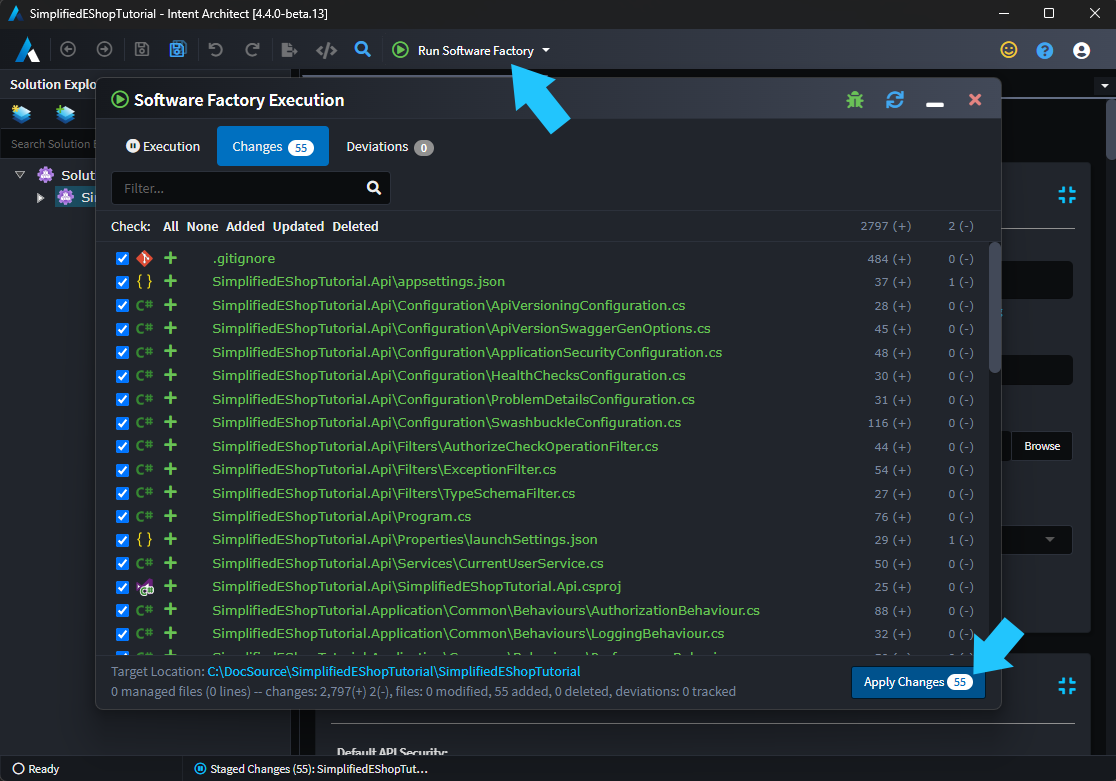 SimplifiedEShopTutorial - Intent Architect [4.4.0-beta.13]
Run Software Factory
Solution Explo
Software Factory Execution
Execution Changes 55 Deviations 0
Search Solution E
Filter...
Solut
Si
Check: All None Added Updated Deleted 2797 (+) 2 (-)
.gitignore 484 (+) 0 (-)
{ } SimplifiedEShopTutorial.Api\appsettings.json 37 (+) 1 (-)
C# SimplifiedEShopTutorial.Api\Configuration\ApiVersioningConfiguration.cs 28 (+) 0 (-)
C# SimplifiedEShopTutorial.Api\Configuration\ApiVersionSwaggerGenOptions.cs 45 (+) 0 (-)
C# SimplifiedEShopTutorial.Api\Configuration\ApplicationSecurityConfiguration.cs 48 (+) 0 (-)
C# SimplifiedEShopTutorial.Api\Configuration\HealthChecksConfiguration.cs 30 (+) 0 (-)
C# SimplifiedEShopTutorial.Api\Configuration\ProblemDetailsConfiguration.cs 31 (+) 0 (-)
C# SimplifiedEShopTutorial.Api\Configuration\SwashbuckleConfiguration.cs 116 (+) 0 (-)
C# SimplifiedEShopTutorial.Api\Filters\AuthorizeCheckOperationFilter.cs 44 (+) 0 (-)
Browse
C# SimplifiedEShopTutorial.Api\Filters\ExceptionFilter.cs 54 (+) 0 (-)
C# SimplifiedEShopTutorial.Api\Filters\TypeSchemaFilter.cs 27 (+) 0 (-)
C# SimplifiedEShopTutorial.Api\Program.cs 76 (+) 0 (-)
{ } SimplifiedEShopTutorial.Api\Properties\launchSettings.json 29 (+) 1 (-)
C# SimplifiedEShopTutorial.Api\Services\CurrentUserService.cs 50 (+) 0 (-)
SimplifiedEShopTutorial.Api\SimplifiedEShopTutorial.Api.csproj 25 (+) 0 (-)
C# SimplifiedEShopTutorial.Application\Common\Behaviours\AuthorizationBehaviour.cs 88 (+) 0 (-)
C# SimplifiedEShopTutorial.Application\Common\Behaviours\LoggingBehaviour.cs 32 (+) 0 (-)
Target Location: C:\DocSource\SimplifiedEShopTutorial\SimplifiedEShopTutorial
0 managed files (0 lines) -- changes: 2,797(+) 2(-), files: 0 modified, 55 added, 0 deleted, deviations: 0 tracked
Apply Changes 55
Default API Security:
Ready
Staged Changes (55): SimplifiedEShopTut...